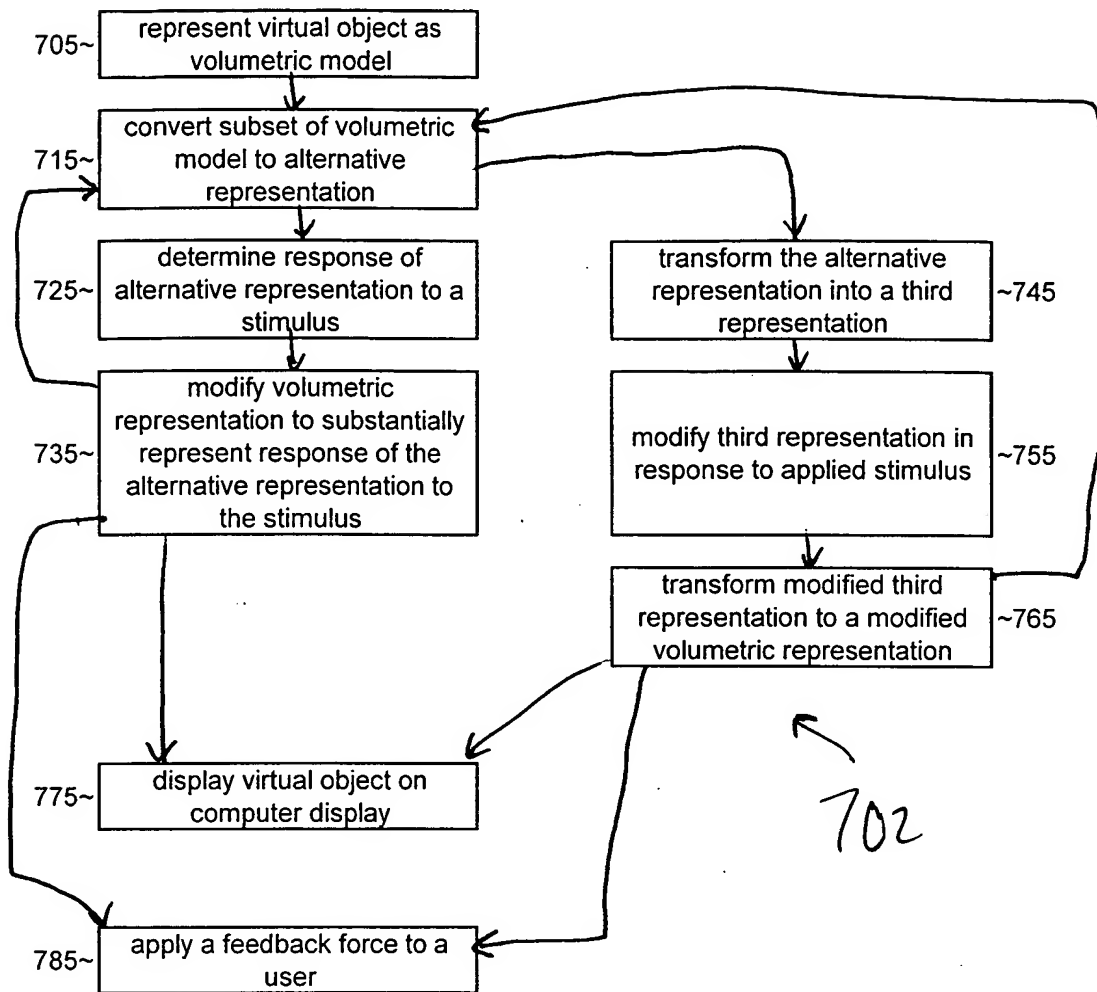 705~
represent virtual object as
volumetric model
715~
convert subset of volumetric
model to alternative
representation
725~
determine response of
alternative representation to a
stimulus
transform the alternative
representation into a third
representation
~745
735~
modify volumetric
representation to substantially
represent response of the
alternative representation to
the stimulus
modify third representation in
response to applied stimulus
~755
transform modified third
representation to a modified
volumetric representation
~765
775~
display virtual object on
computer display
702
785~
apply a feedback force to a
user